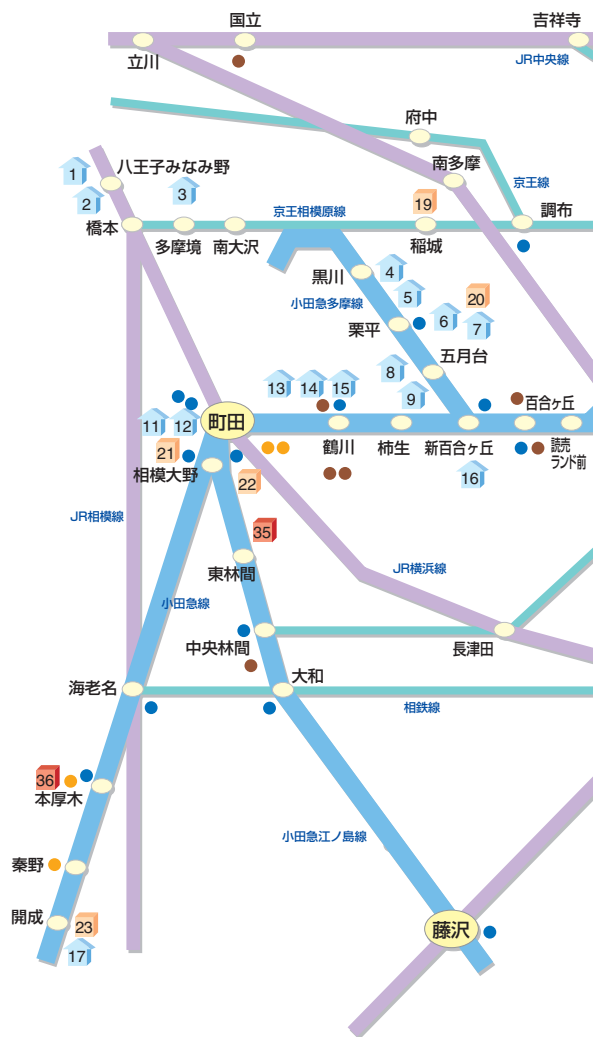 国立
吉祥寺
立川
JR中央線
府中
南多摩
京王線
1
八王子みなみ野
2
3
19
橋本
京王相模原線
調布
多摩境
南大沢
稲城
黒川
4
小田急多摩線
5
20
6
7
栗平
8
五月台
9
13
14
15
百合ヶ丘
11
12
町田
21
相模大野
鶴川
柿生
新百合ヶ丘
読売
ランド前
22
16
35
JR相模線
東林間
JR横浜線
小田急線
中央林間
長津田
海老名
大和
相鉄線
36
本厚木
小田急江ノ島線
秦野
開成
23
17
藤沢